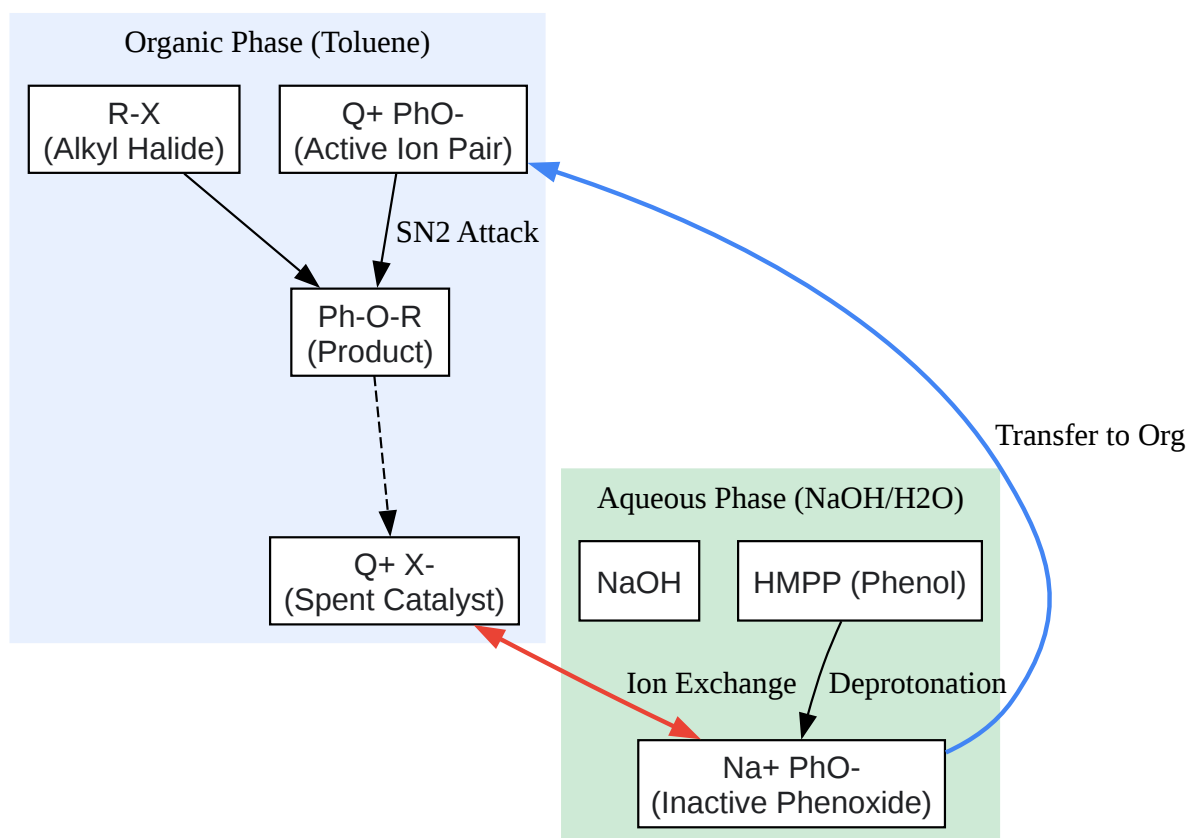 Organic Phase (Toluene)
R-X
(Alkyl Halide)
Q+ PhO-
(Active Ion Pair)
SN2 Attack
Ph-O-R
(Product)
Transfer to Org
Q+ X-
(Spent Catalyst)
Aqueous Phase (NaOH/H2O)
NaOH
HMPP (Phenol)
Ion Exchange
Deprotonation
Na+ PhO-
(Inactive Phenoxide)